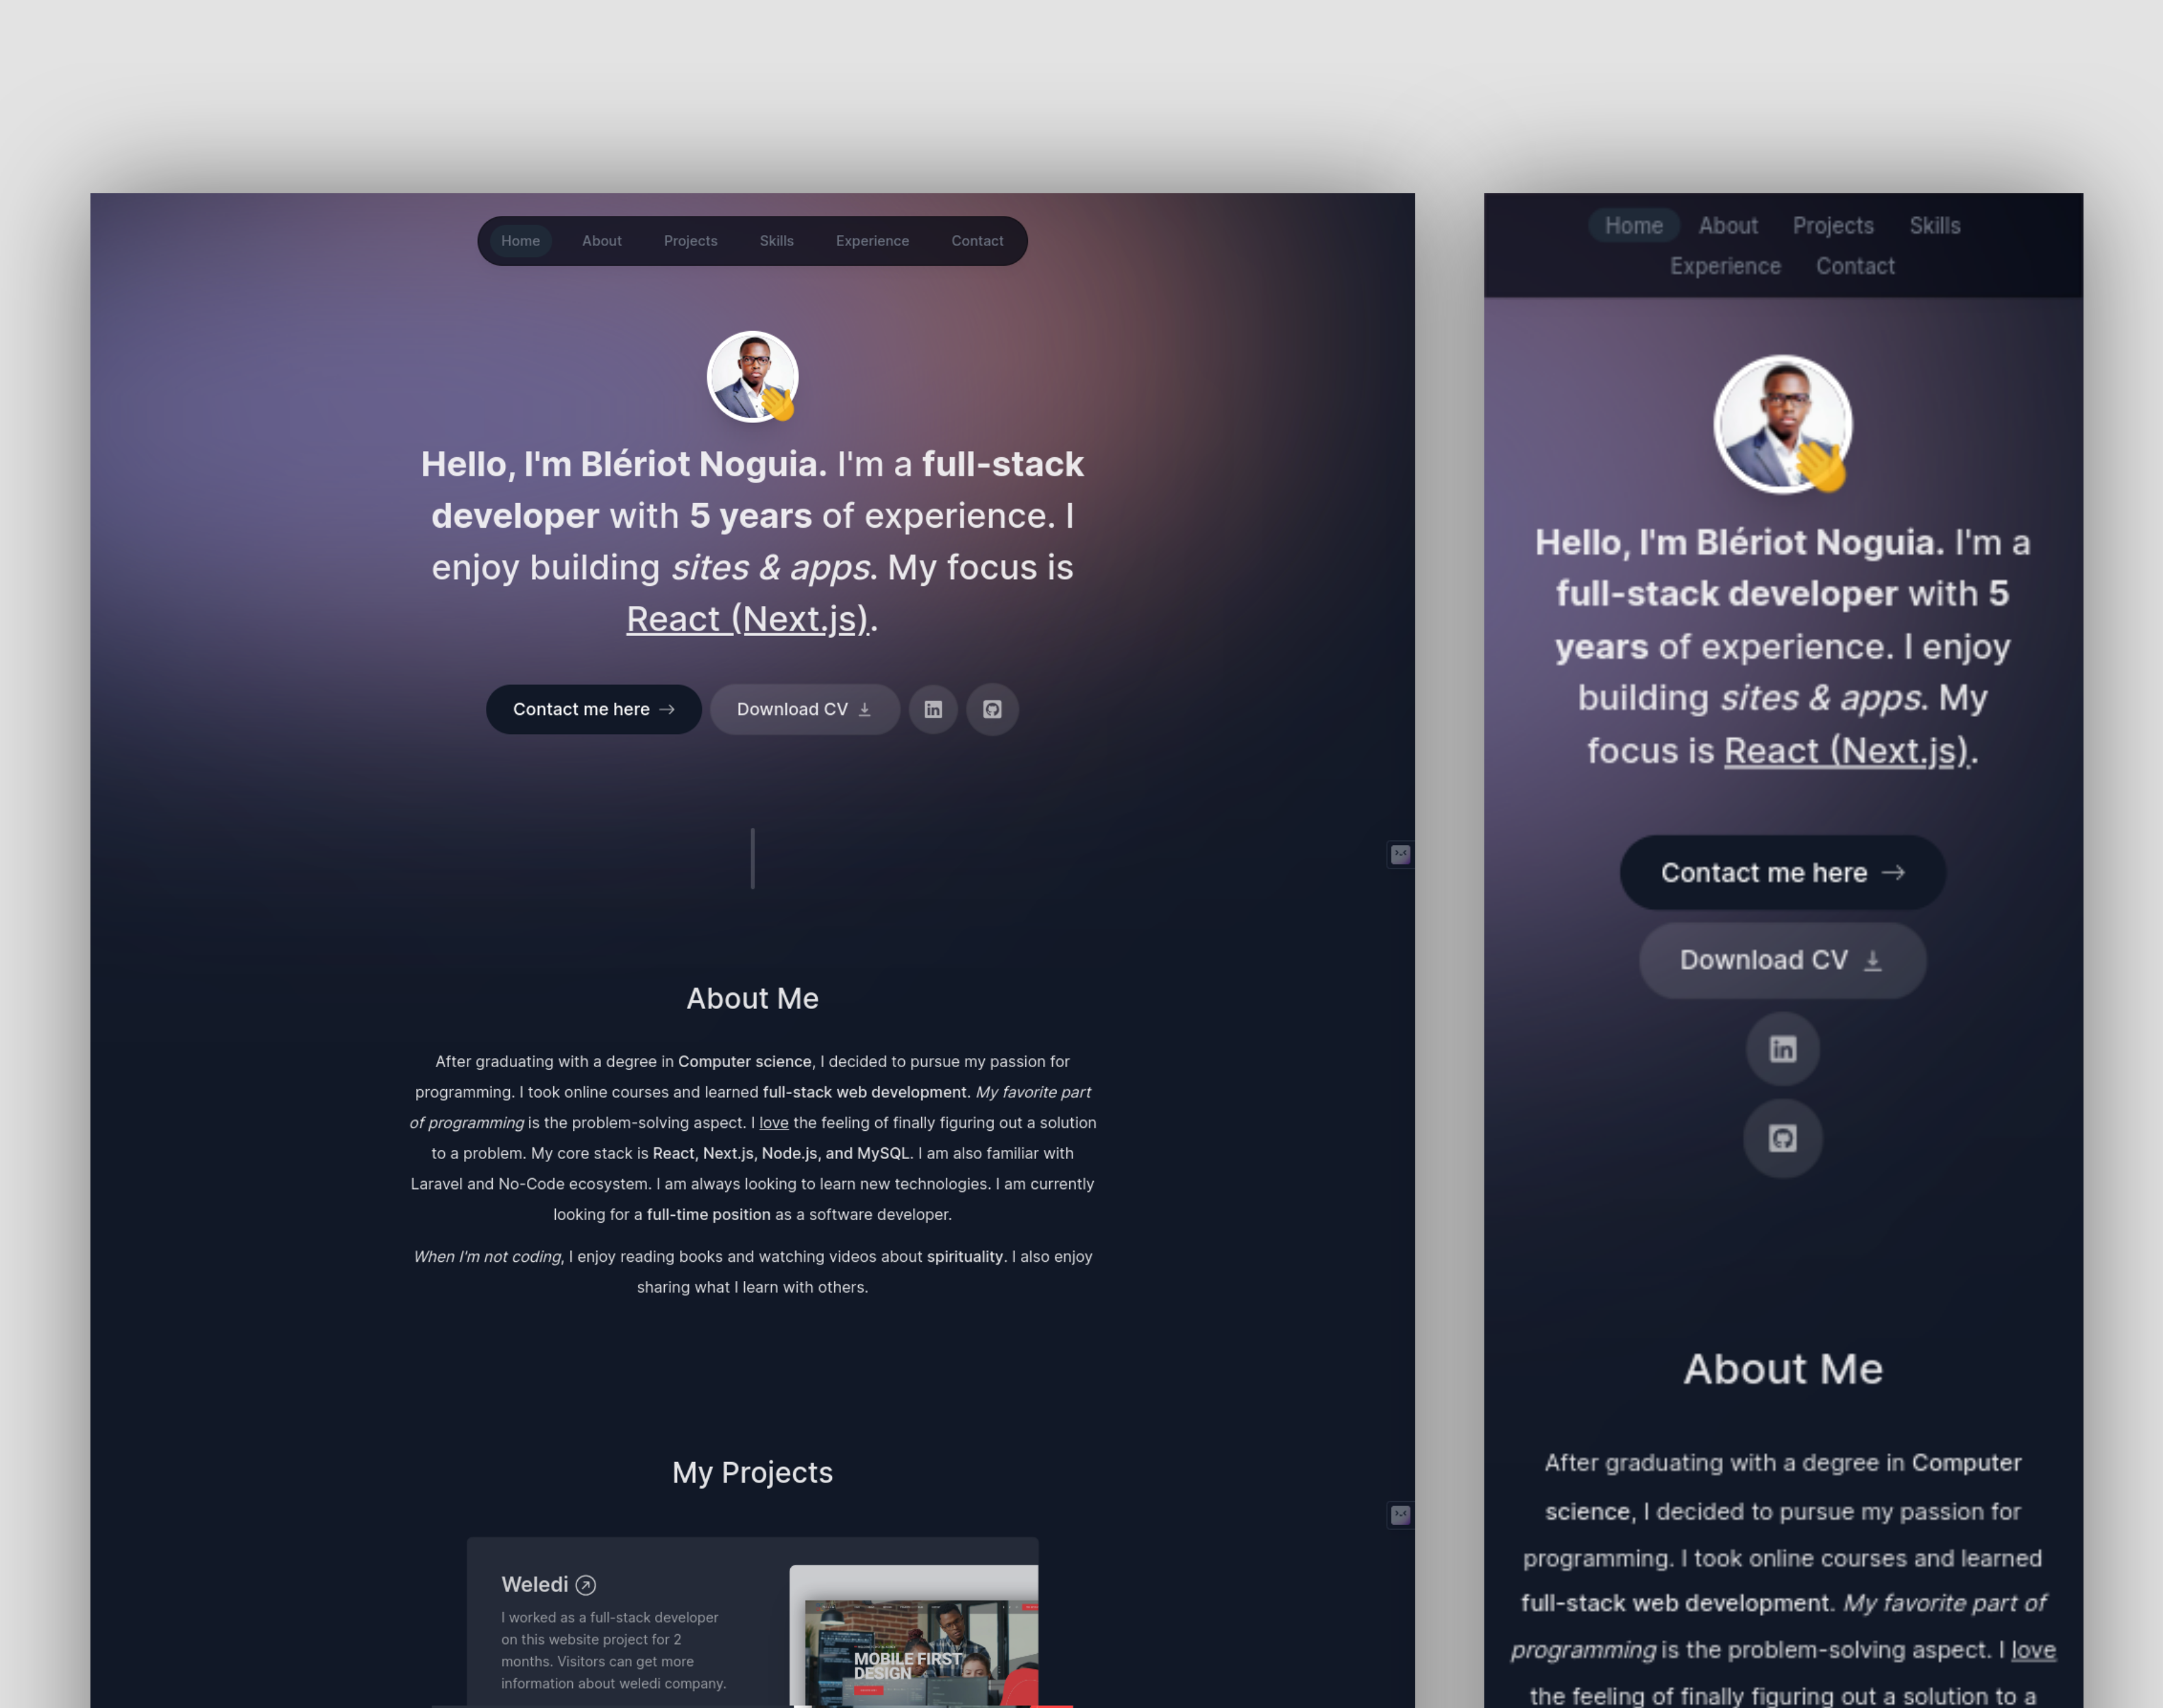 Home About Projects Skills Experience Contact
Hello, I'm Blériot Noguia. I'm a full-stack
developer with 5 years of experience. I
enjoy building sites & apps. My focus is
React (Next.js).
Contact me here → Download CV
About Me
After graduating with a degree in Computer science, I decided to pursue my passion for
programming. I took online courses and learned full-stack web development. My favorite part
of programming is the problem-solving aspect. I love the feeling of finally figuring out a solution
to a problem. My core stack is React, Next.js, Node.js, and MySQL. I am also familiar with
Laravel and No-Code ecosystem. I am always looking to learn new technologies. I am currently
looking for a full-time position as a software developer.
When I'm not coding, I enjoy reading books and watching videos about spirituality. I also enjoy
sharing what I learn with others.
My Projects
Weledi
I worked as a full-stack developer
on this website project for 2
months. Visitors can get more
information about weledi company.
MOBILE FIRST
DESIGN
Home About Projects Skills
Experience Contact
Hello, I'm Blériot Noguia. I'm a
full-stack developer with 5
years of experience. I enjoy
building sites & apps. My
focus is React (Next.js).
Contact me here →
Download CV
in
About Me
After graduating with a degree in Computer
science, I decided to pursue my passion for
programming. I took online courses and learned
full-stack web development. My favorite part of
programming is the problem-solving aspect. I love
the feeling of finally figuring out a solution to a